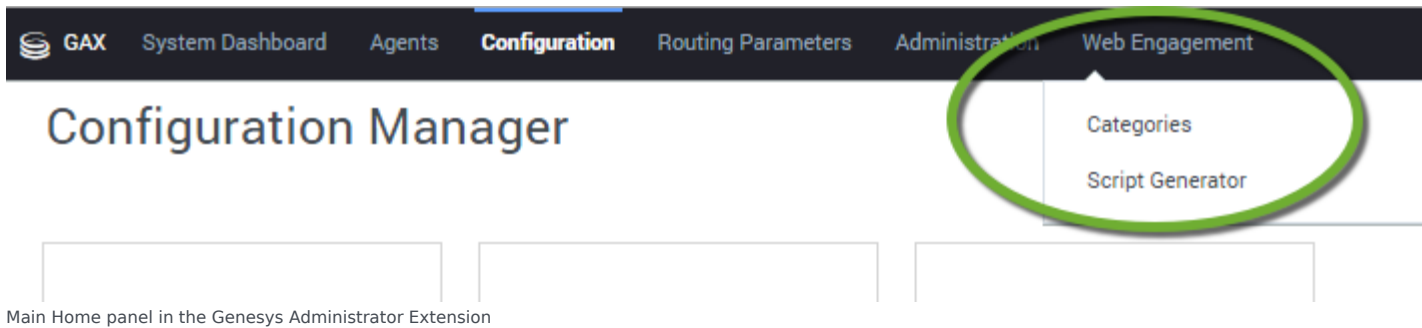 GAX System Dashboard Agents Configuration Routing Parameters Administration Web Engagement
Configuration Manager
Categories
Script Generator
Main Home panel in the Genesys Administrator Extension